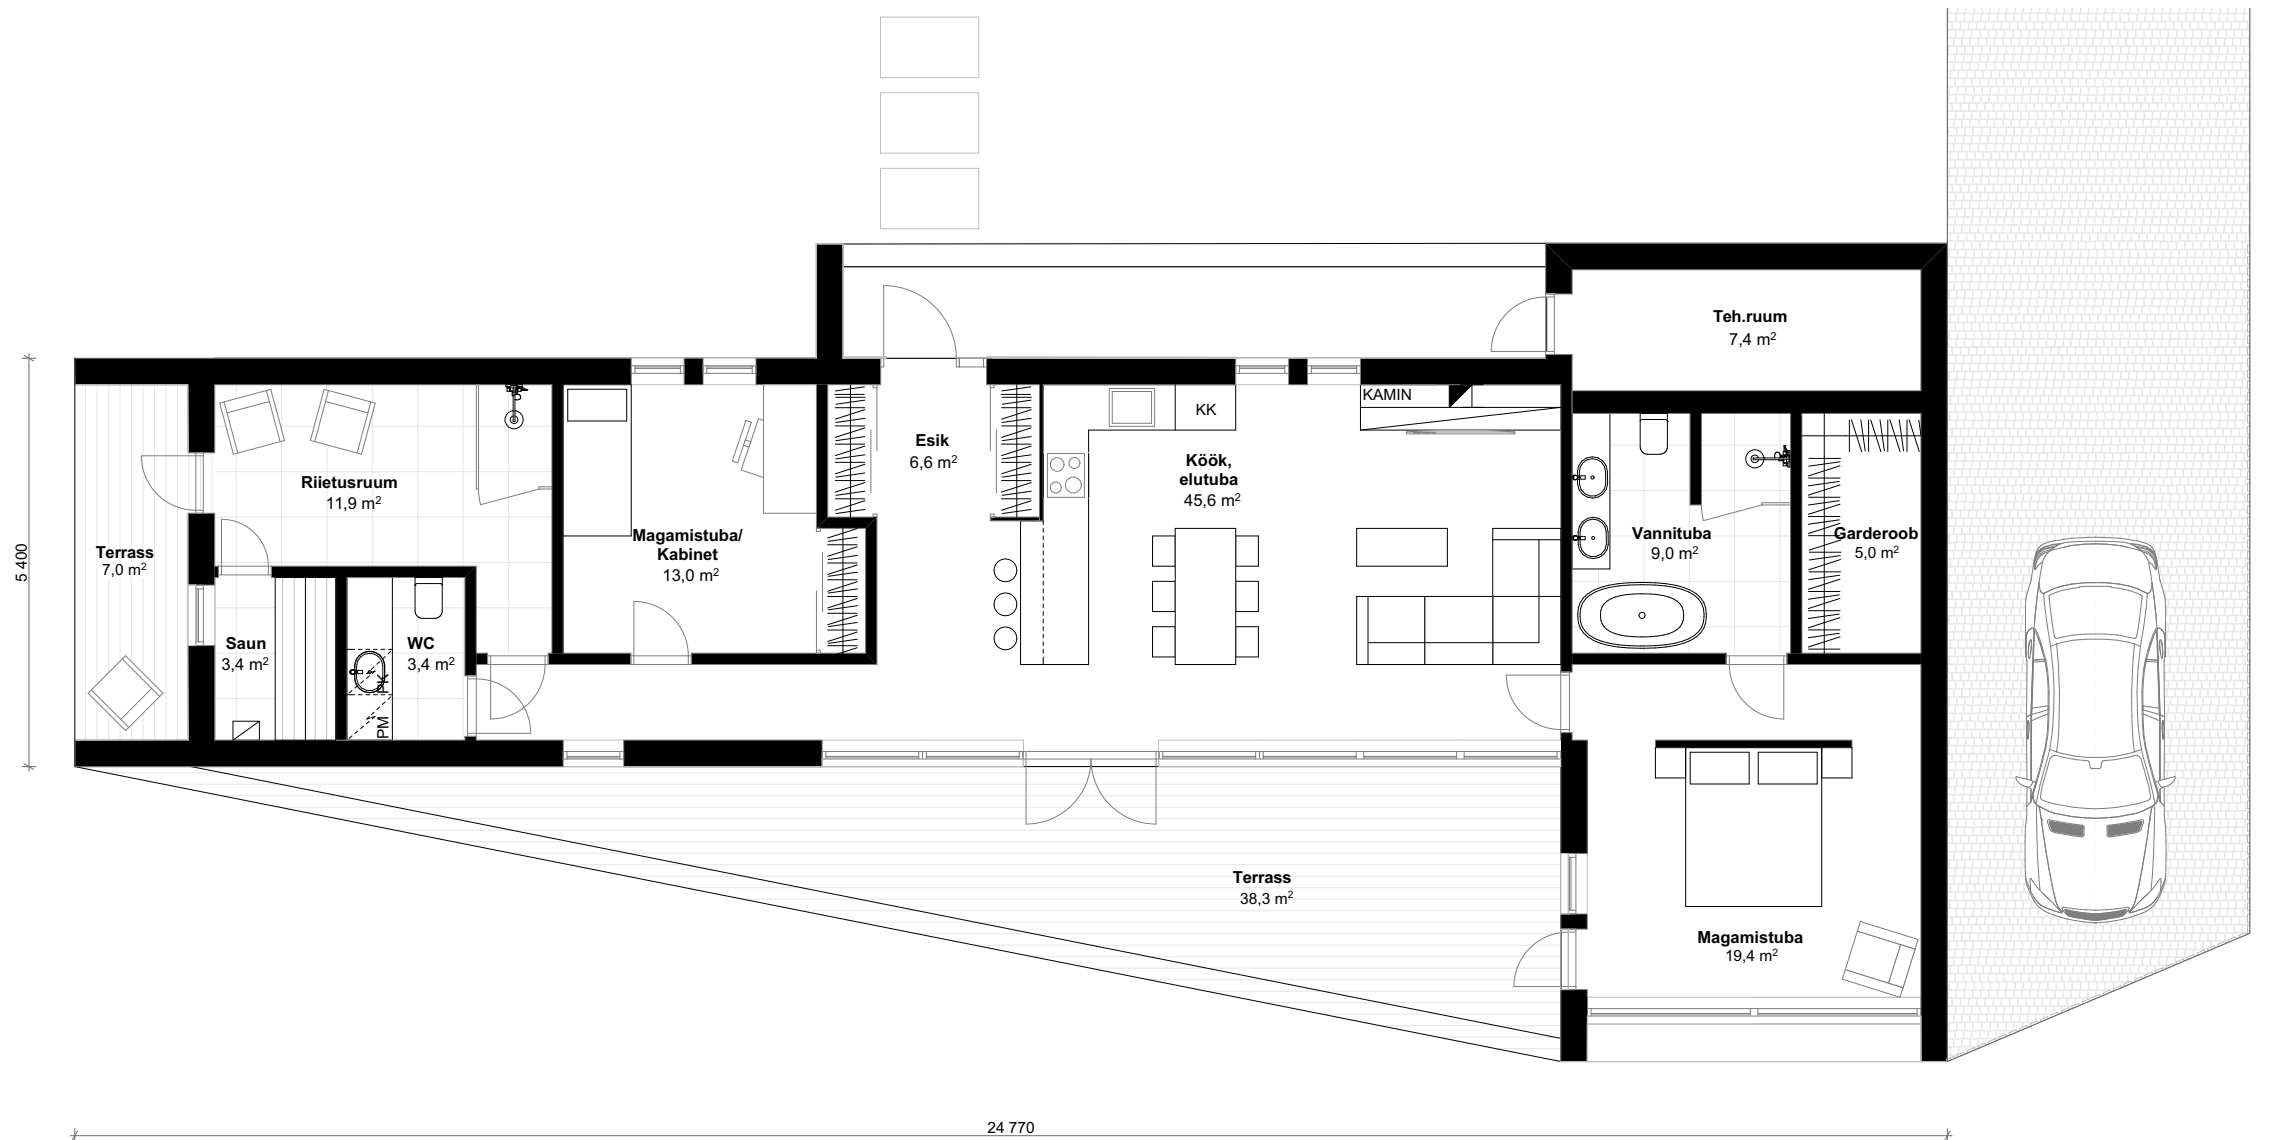 Teh.ruum
7,4 m²
KAMIN
KK
Esik
6,6 m²
Köök,
elutuba
45,6 m²
Riietusruum
11,9 m²
Magamistuba/
Kabinet
13,0 m²
Vannituba
9,0 m²
Garderoob
5,0 m²
Terrass
7,0 m²
5 400
Saun
3,4 m²
WC
3,4 m²
PK
PM
Terrass
38,3 m²
Magamistuba
19,4 m²
24 770